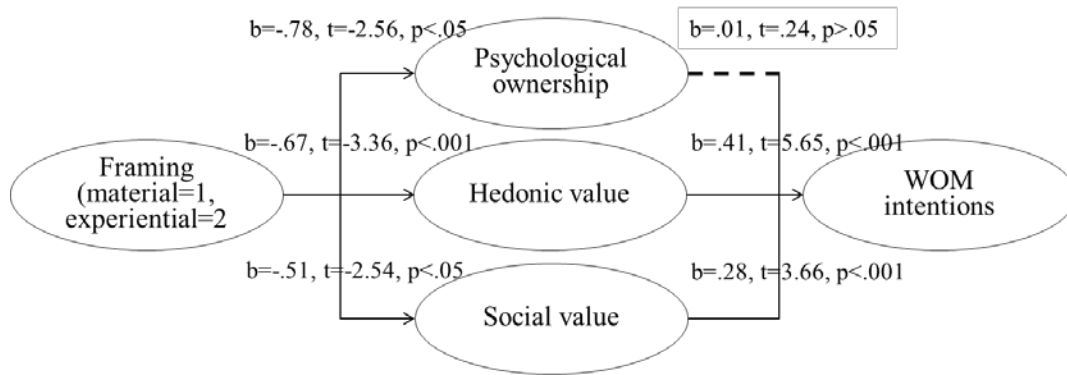 b=-.78, t=-2.56, p<.05
b=.01, t=.24, p>.05
Psychological
ownership
b=-.67, t=-3.36, p<.001
b=.41, t=5.65, p<.001
Framing
(material=1,
experiential=2
Hedonic value
WOM
intentions
b=-.51, t=-2.54, p<.05
b=.28, t=3.66, p<.001
Social value